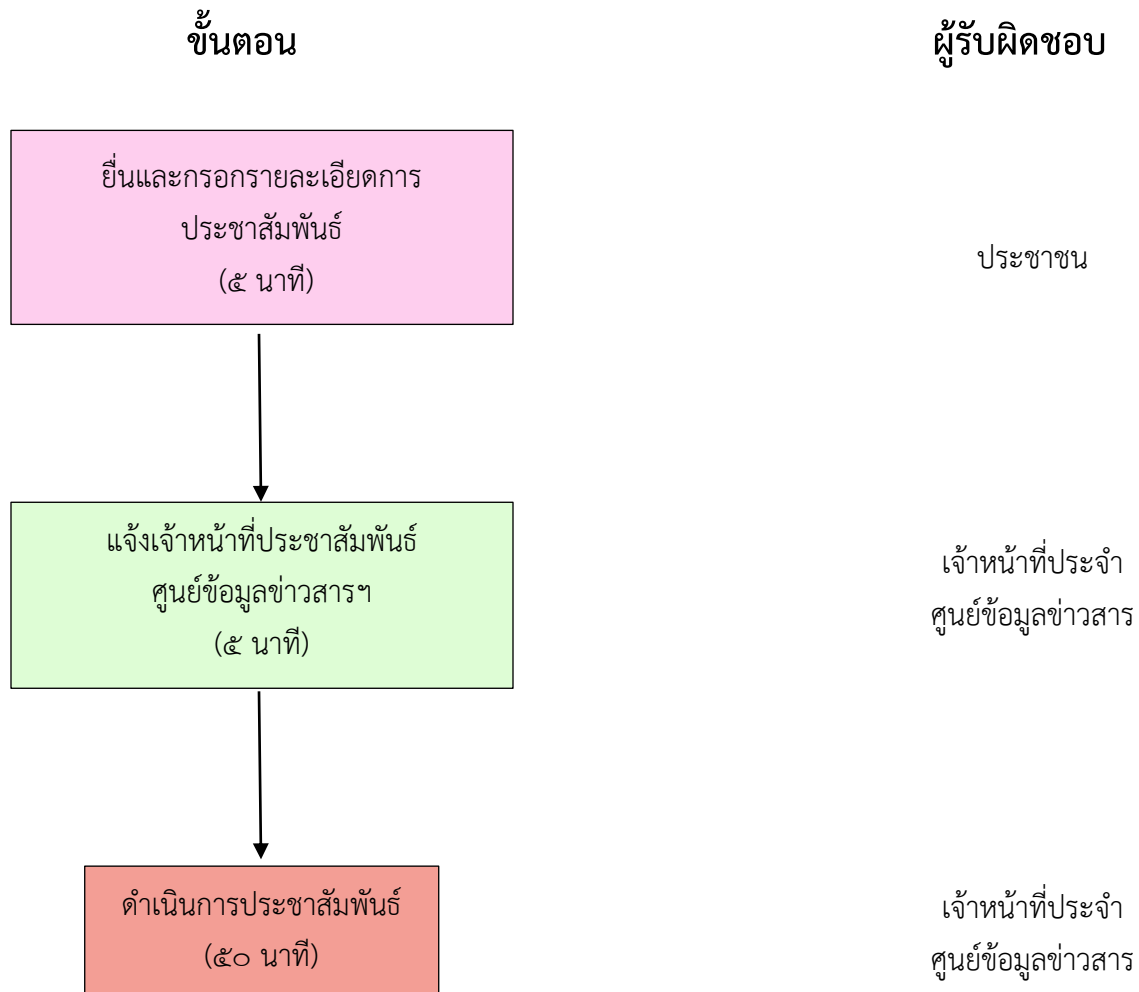 ขั้นตอน
ผู้รับผิดชอบ
ยื่นและกรอกรายละเอียดการ
ประชาสัมพันธ์
(๕ นาที)
ประชาชน
แจ้งเจ้าหน้าที่ประชาสัมพันธ์
ศูนย์ข้อมูลข่าวสารฯ
(๕ นาที)
เจ้าหน้าที่ประจำ
ศูนย์ข้อมูลข่าวสาร
ดำเนินการประชาสัมพันธ์
(๕๐ นาที)
เจ้าหน้าที่ประจำ
ศูนย์ข้อมูลข่าวสาร